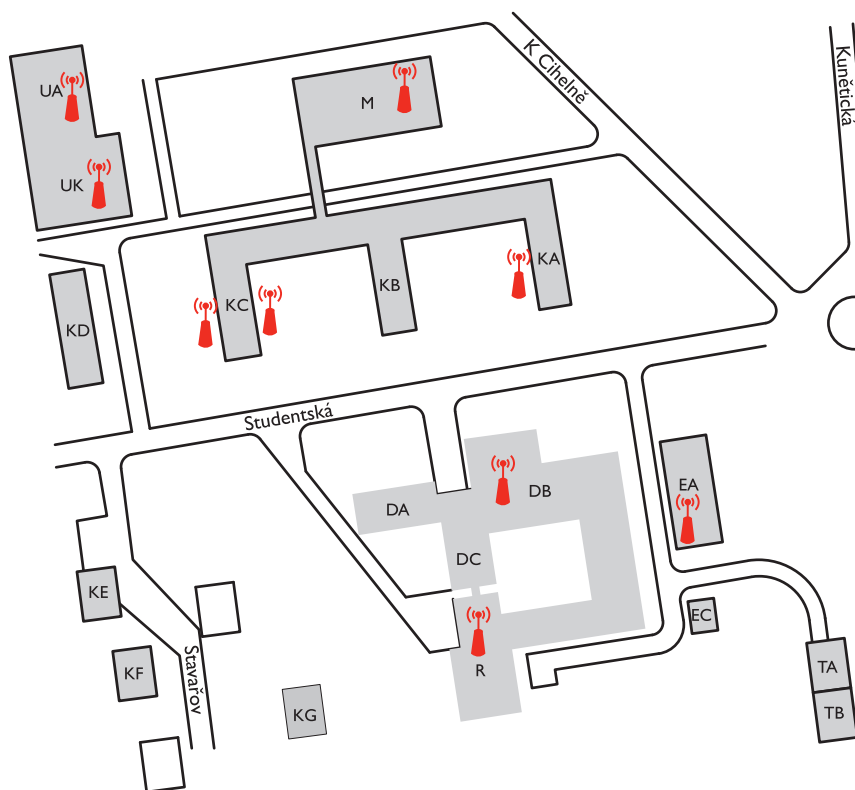 K Cihelně
Kunětická
UA
M
UK
KA
KB
KC
KD
Studentská
EA
DB
DA
DC
KE
EC
Stavařov
KF
R
TA
KG
TB